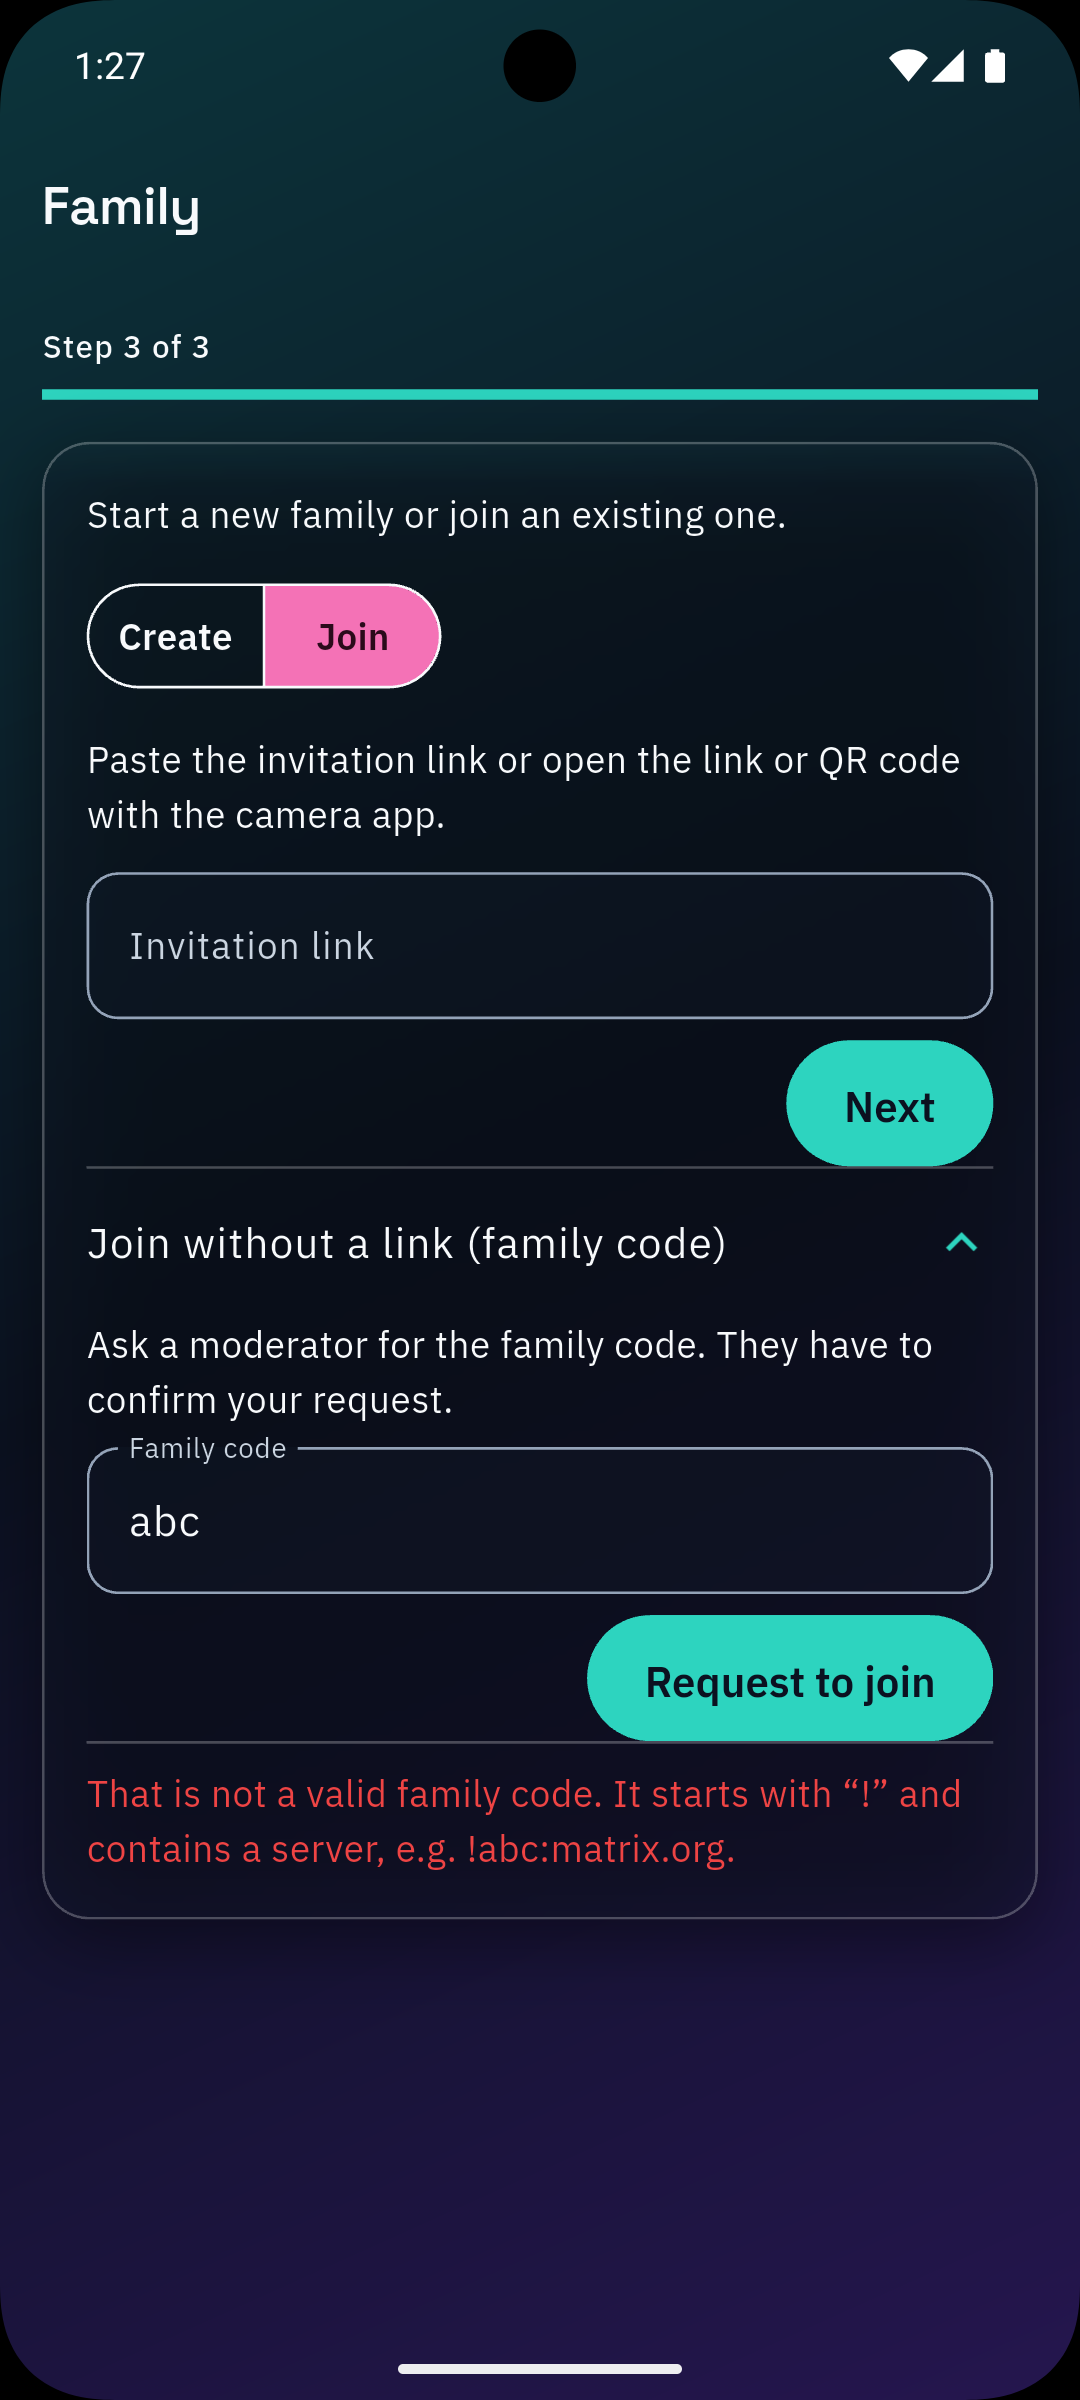 1:27
Family
Step 3 of 3
Start a new family or join an existing one.
Create
Join
Paste the invitation link or open the link or QR code
with the camera app.
Invitation link
Next
Join without a link (family code)
Ask a moderator for the family code. They have to
confirm your request.
Family code
abc
Request to join
That is not a valid family code. It starts with “!” and
contains a server, e.g. !abc:matrix.org.